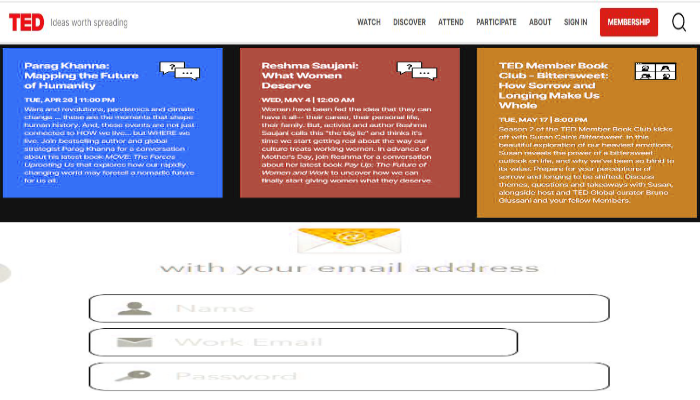 TED Ideas worth spreading
WATCH DISCOVER ATTEND PARTICIPATE ABOUT SIGN IN MEMBERSHIP
Parag Khanna:
Mapping the Future
of Humanity
TUE, APR 26 | 11:00 PM
Wars and revolutions, pandemics and climate
change ... these are the moments that shape
human history. And, these events are not just
connected to HOW we live... but WHERE we
live. Join bestselling author and global
strategist Parag Khanna for a conversation
about his latest book MOVE: The Forces
Uprooting Us that explores how our rapidly
changing world may foretell a nomadic future
for us all.
Reshma Saujani:
What Women
Deserve
WED, MAY 4 | 12:00 AM
Women have been fed the idea that they can
have it all— their career, their personal life,
their family. But, activist and author Reshma
Saujani calls this "the big lie" and thinks it's
time we start getting real about the way our
culture treats working women. In advance of
Mother's Day, join Reshma for a conversation
about her latest book Pay Up: The Future of
Women and Work to uncover how we can
finally start giving women what they deserve.
TED Member Book
Club - Bittersweet:
How Sorrow and
Longing Make Us
Whole
TUE, MAY 17 | 8:00 PM
Season 2 of the TED Member Book Club kicks
off with Susan Cain's Bittersweet. In this
beautiful exploration of our heaviest emotions,
Susan reveals the power of a bittersweet
outlook on life, and why we've been so blind to
its value. Prepare for your perceptions of
sorrow and longing to be shifted. Discuss
themes, questions and takeaways with Susan,
alongside host and TED Global curator Bruno
Giussani and your fellow Members.
with your email address
Name
Work Email
Password